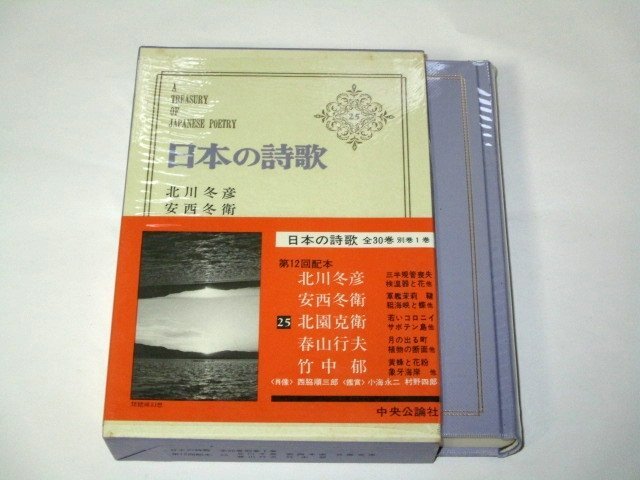 A
TREASURY
OF
JAPANESE POETRY
25
日本の詩歌
北川冬彦
安西冬衛
日本の詩歌 全30巻 別巻1巻
第12回配本
北川冬彦 三半規管喪失
検温器と花 他
安西冬衛 軍艦茉莉 韃
靼海峡と蝶 他
25 北園克衛 若いコロニイ
サボテン島 他
春山行夫 月の出る町
植物の断面 他
竹中 郁 黄蜂と花粉
象牙海岸 他
〈肖像〉西脇順三郎〈鑑賞〉小海永二 村野四郎
中央公論社